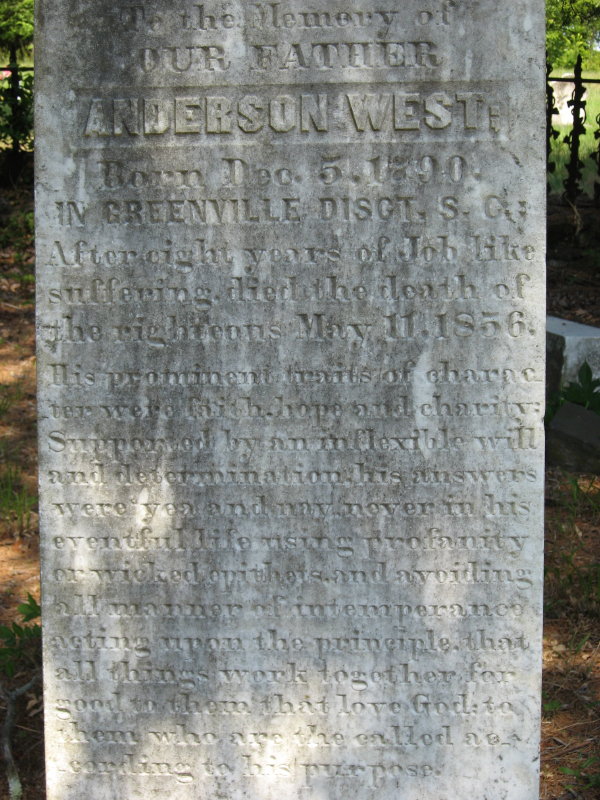 To the Memory of
OUR FATHER
ANDERSON WEST;
Born Dec. 5. 1890.
IN GREENVILLE DISCT, S. C.;
After eight years of Job like
suffering, died the death of
the righteous May 11. 1856.
His prominent traits of charac-
ter were faith, hope and charity;
Supported by an inflexible will
and determination, his answers
were yea and nay, never in his
eventful life using profanity
or wicked epithets, and avoiding
all manner of intemperance
acting upon the principle, that
all things work together for
good to them that love God; to
them who are the called ac-
cording to his purpose.